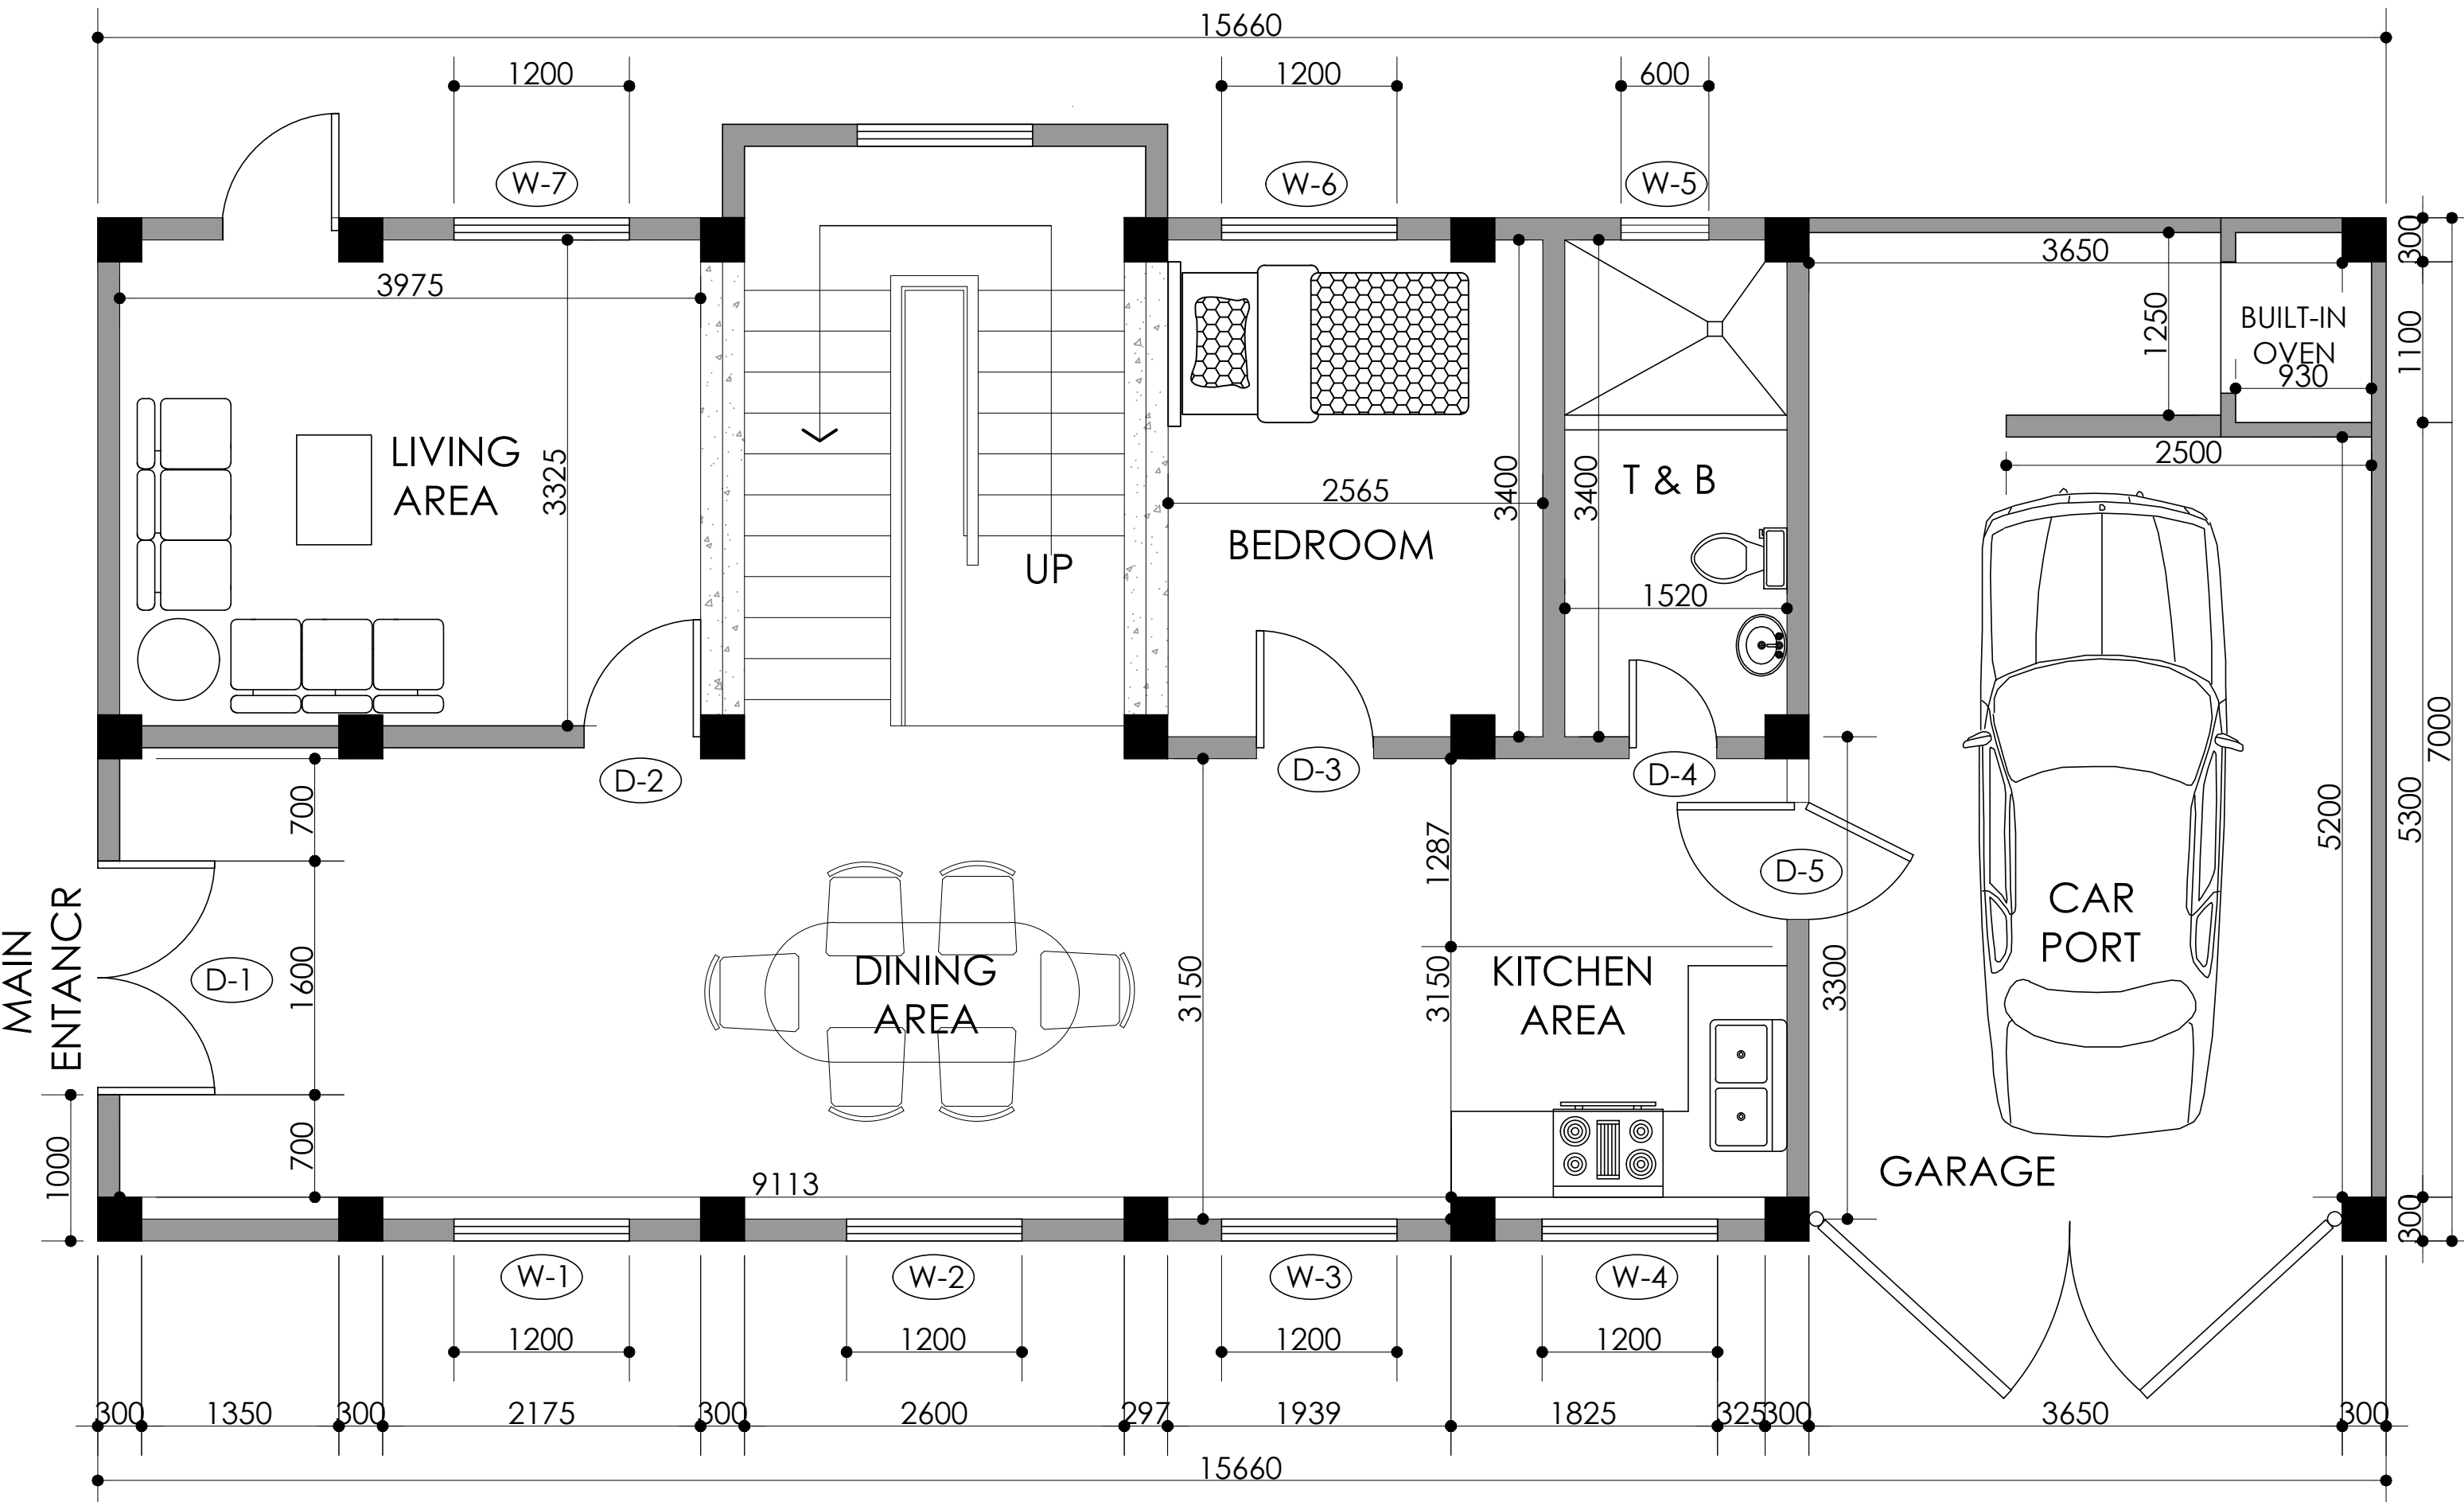 15660
1200
1200
600
W-7
W-6
W-5
300
3650
3975
1250
BUILT-IN
OVEN
930
1100
LIVING
AREA
3325
2565
3400
3400
T & B
2500
BEDROOM
UP
1520
7000
D-2
D-3
D-4
700
1287
D-5
5200
5300
MAIN
ENTANCR
D-1
1600
DINING
AREA
3150
3150
KITCHEN
AREA
3300
CAR
PORT
1000
700
9113
GARAGE
300
W-1
W-2
W-3
W-4
1200
1200
1200
1200
300
1350
300
2175
300
2600
297
1939
1825
325
300
3650
300
15660